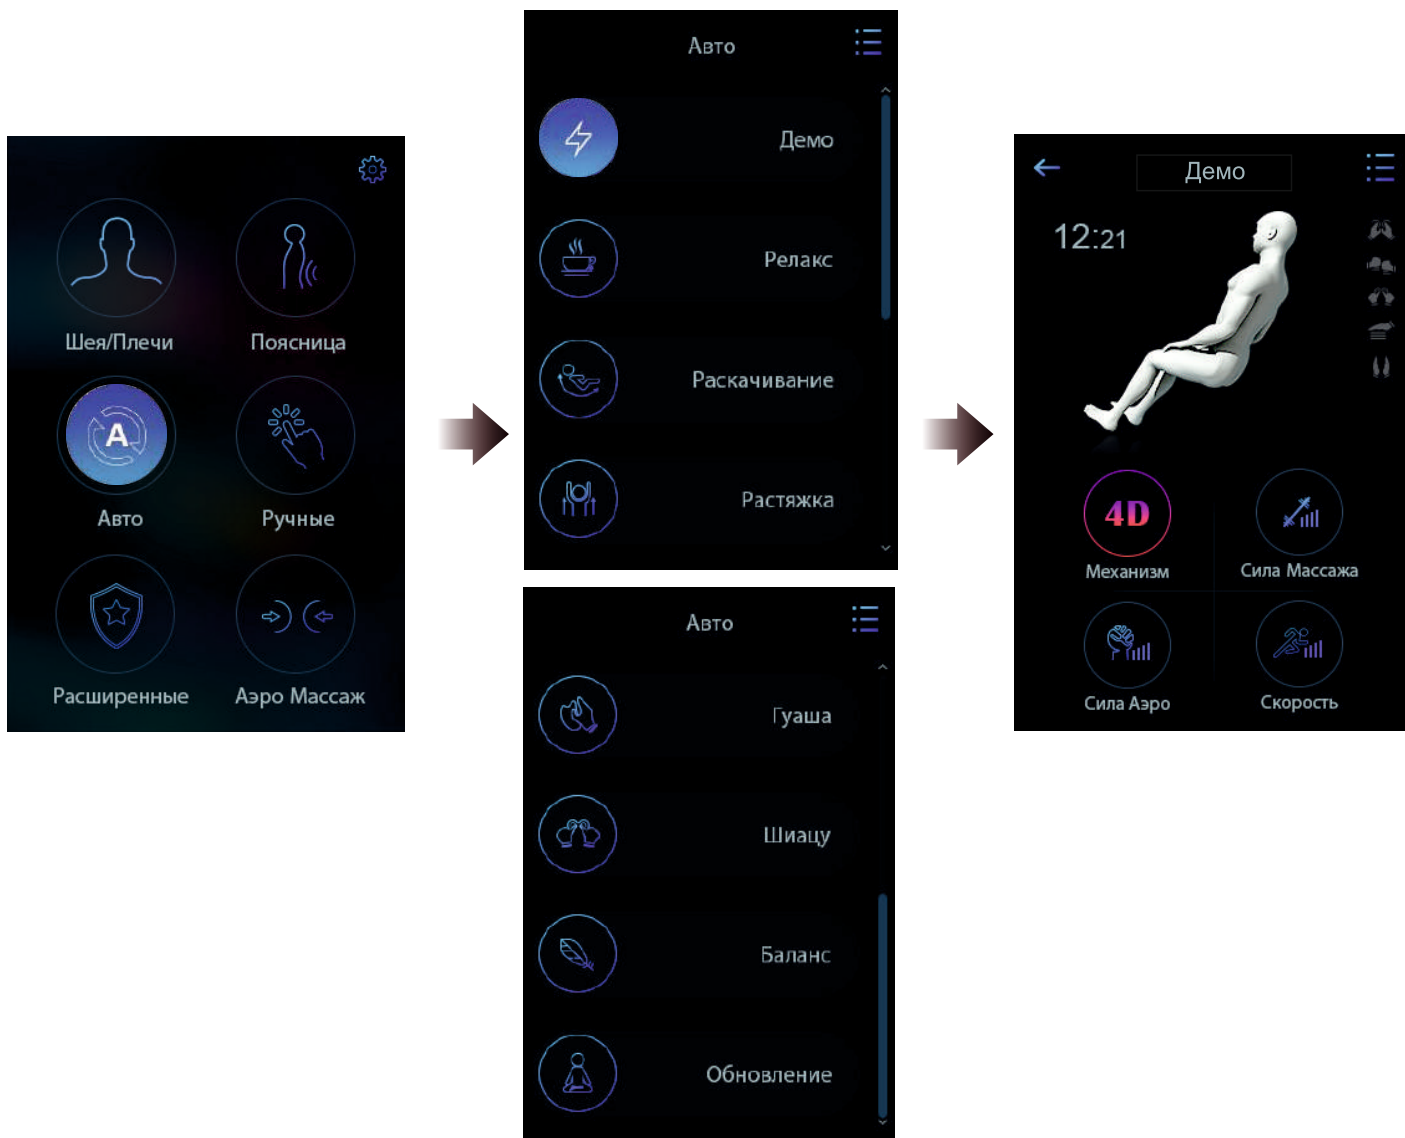 Шея/Плечи
Поясница
A
Авто
Ручные
Расширенные
Аэро Массаж
Авто
Демо
Релакс
Раскачивание
Растяжка
Авто
Гуаша
Шиацу
Баланс
Обновление
Демо
12:21
4D
Механизм
Сила Массажа
Сила Аэро
Скорость